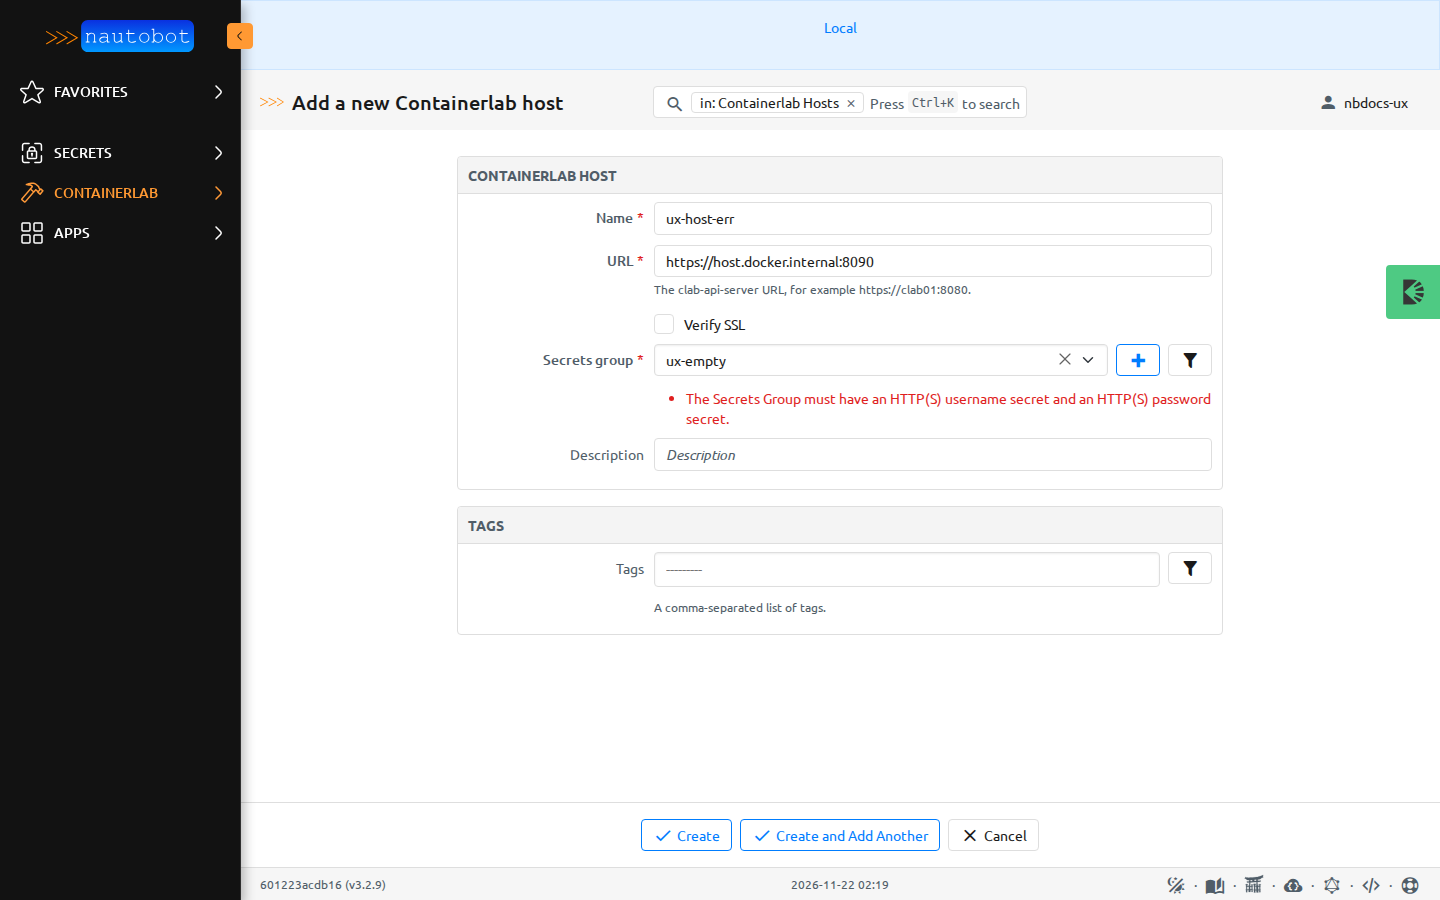 nautobot
Local
FAVORITES
SECRETS
CONTAINERLAB
APPS
Add a new Containerlab host
in: Containerlab Hosts × Press Ctrl+K to search
nbdocs-ux
CONTAINERLAB HOST
Name *
ux-host-err
URL *
https://host.docker.internal:8090
The clab-api-server URL, for example https://clab01:8080.
Verify SSL
Secrets group *
ux-empty
The Secrets Group must have an HTTP(S) username secret and an HTTP(S) password
secret.
Description
Description
TAGS
Tags
---------
A comma-separated list of tags.
Create
Create and Add Another
Cancel
601223acdb16 (v3.2.9)
2026-11-22 02:19